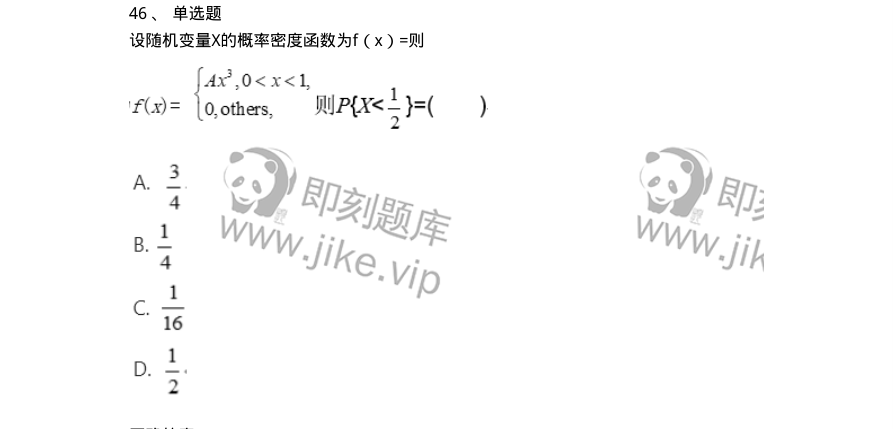 46 、 单选题
设随机变量X的概率密度函数为f（x）=则
f(x)= {Ax³,0<x<1,
0,others, 则P{X<1/2}=( )
A. 3/4
B. 1/4
C. 1/16
D. 1/2
即刻题库
www.jike.vip
即刻
www.jik